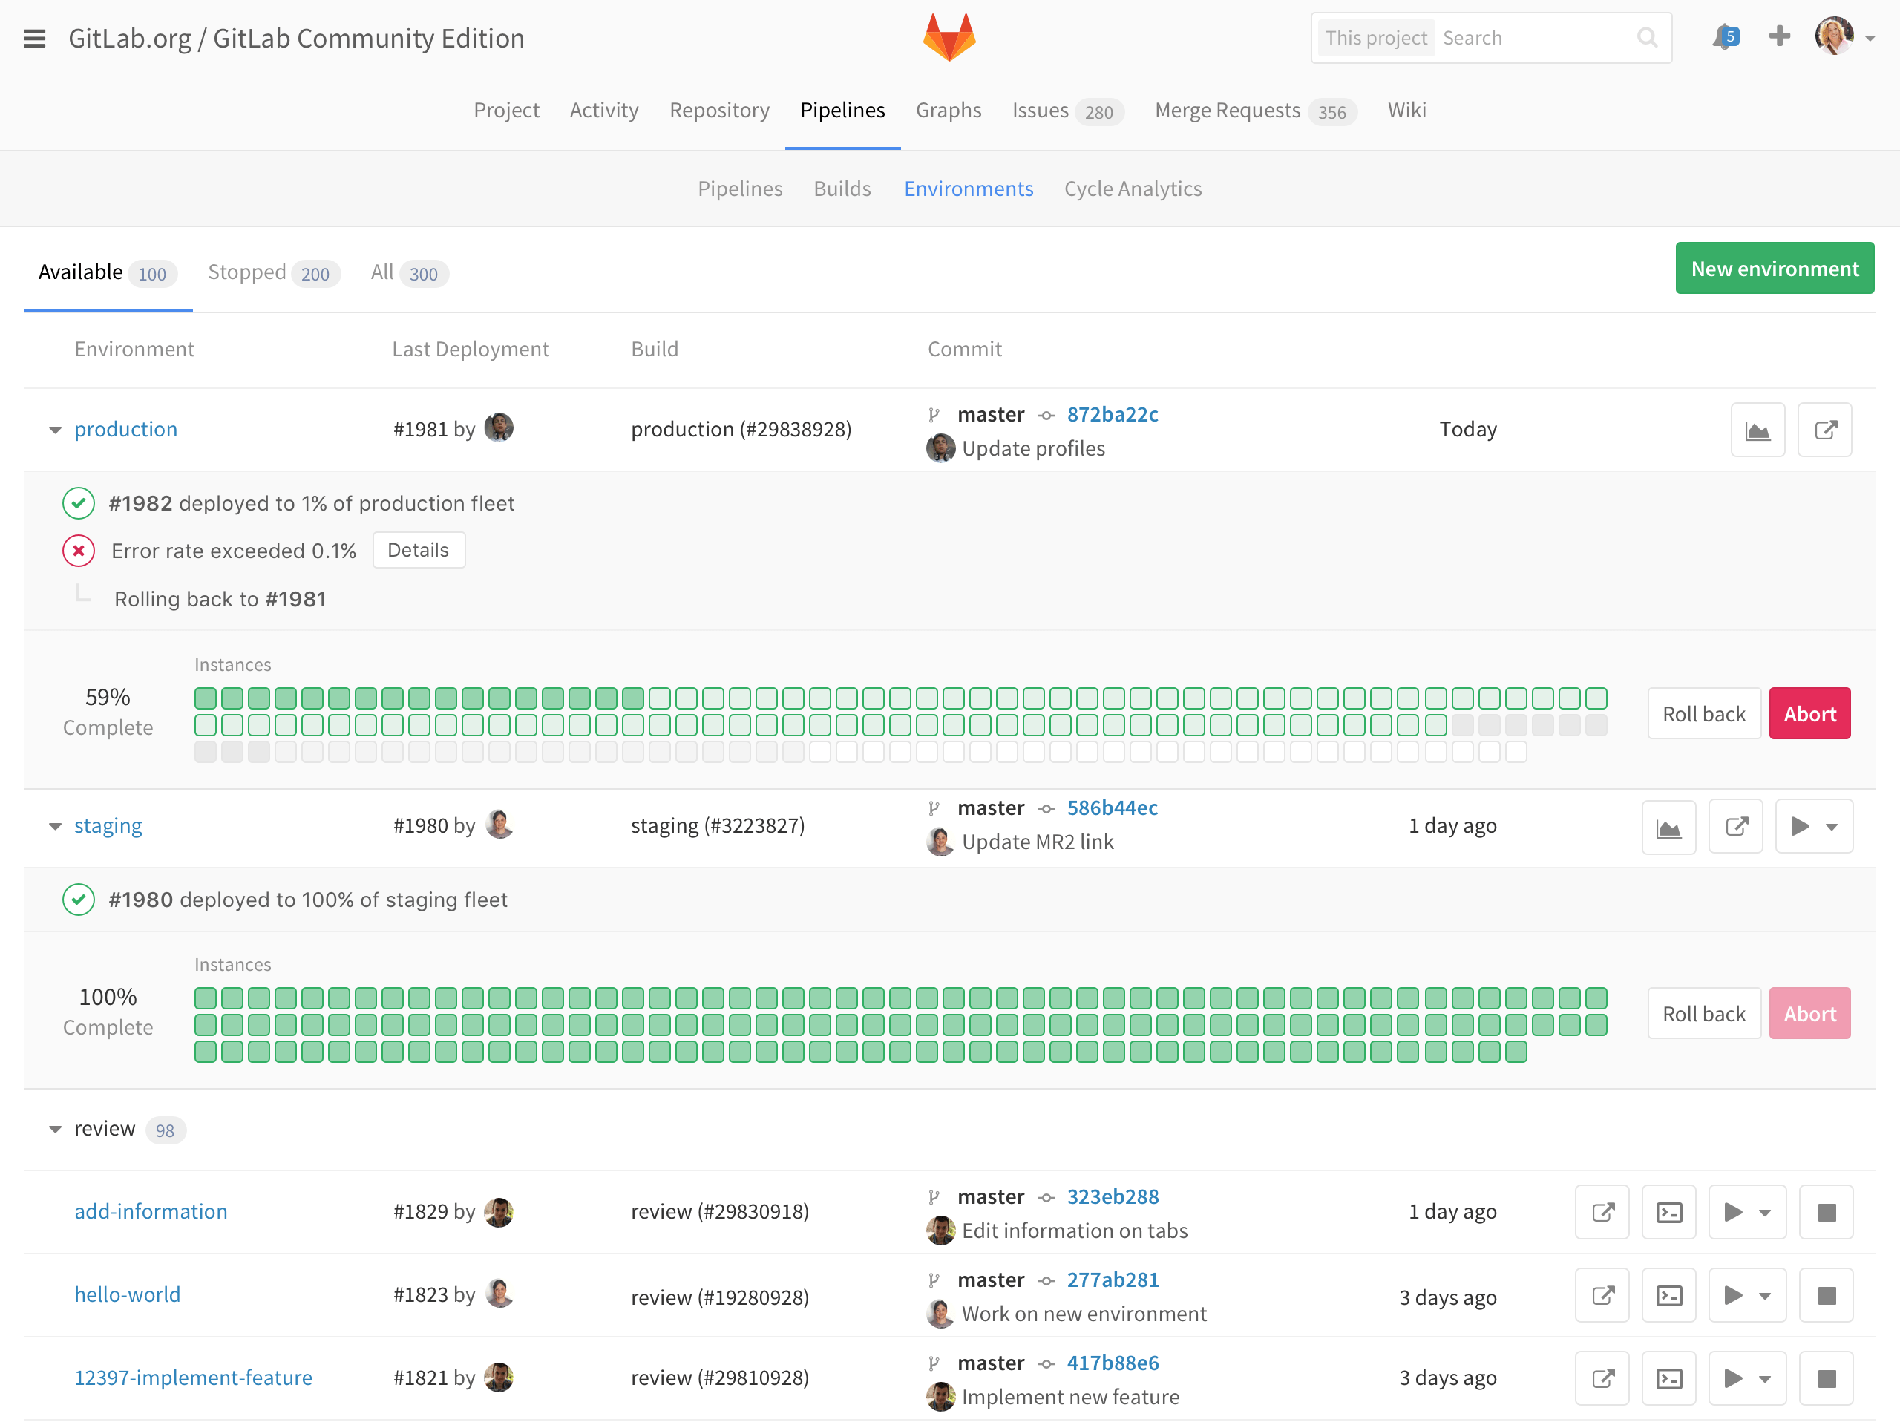 GitLab.org / GitLab Community Edition
This project Search
5
Project Activity Repository Pipelines Graphs Issues 280 Merge Requests 356 Wiki
Pipelines Builds Environments Cycle Analytics
Available 100 Stopped 200 All 300
New environment
Environment Last Deployment Build Commit
production #1981 by production (#29838928) master 872ba22c Today
Update profiles
#1982 deployed to 1% of production fleet
Error rate exceeded 0.1% Details
Rolling back to #1981
Instances
59%
Complete
Roll back Abort
staging #1980 by staging (#3223827) master 586b44ec 1 day ago
Update MR2 link
#1980 deployed to 100% of staging fleet
Instances
100%
Complete
Roll back Abort
review 98
add-information #1829 by review (#29830918) master 323eb288 1 day ago
Edit information on tabs
hello-world #1823 by review (#19280928) master 277ab281 3 days ago
Work on new environment
12397-implement-feature #1821 by review (#29810928) master 417b88e6 3 days ago
Implement new feature